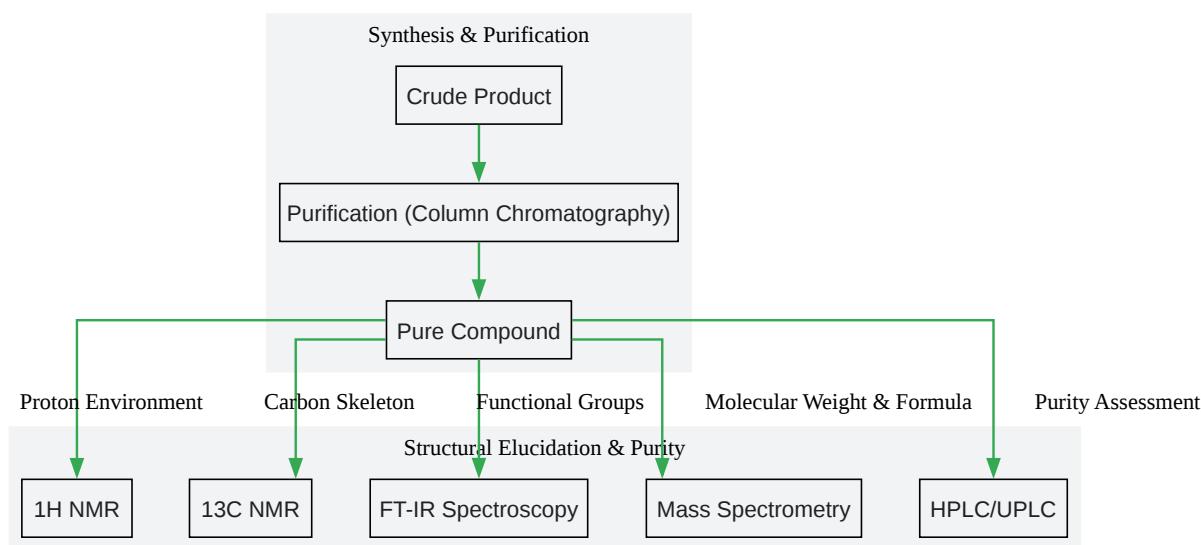 Synthesis & Purification
Crude Product
Purification (Column Chromatography)
Pure Compound
Proton Environment
Carbon Skeleton
Functional Groups
Molecular Weight & Formula
Purity Assessment
Structural Elucidation & Purity
1H NMR
13C NMR
FT-IR Spectroscopy
Mass Spectrometry
HPLC/UPLC